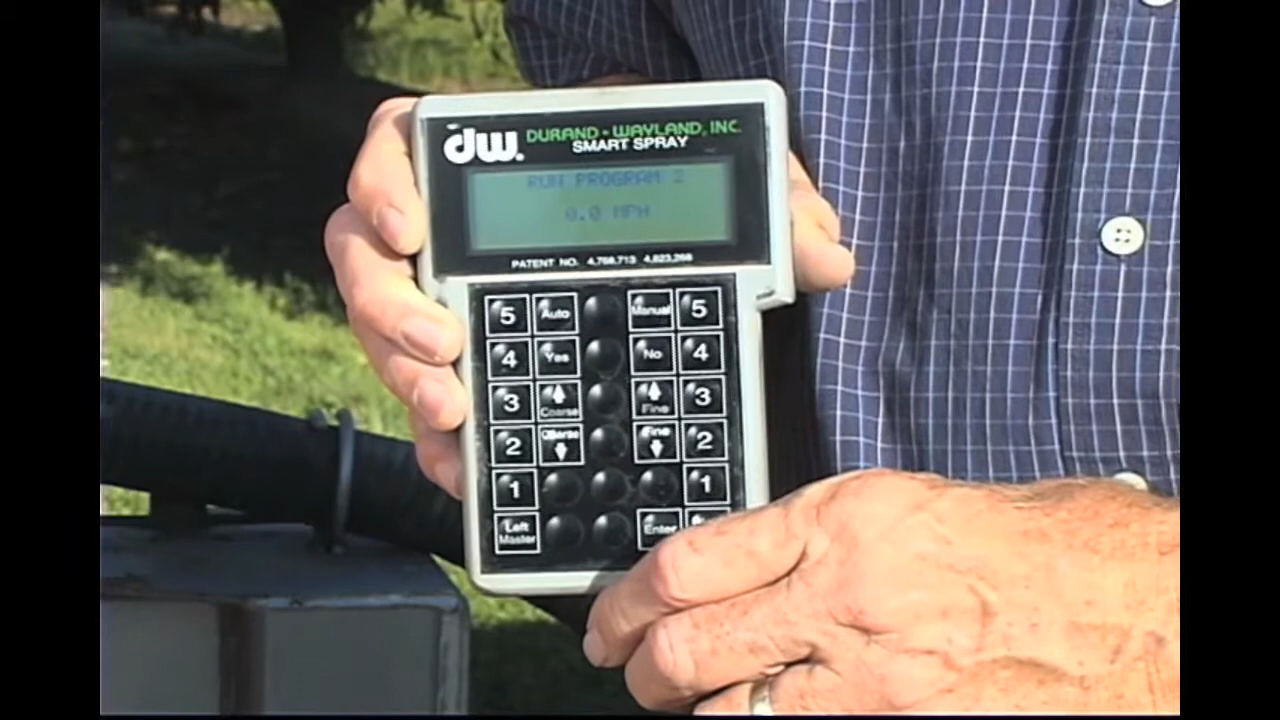 dw. DURAND - WAYLAND, INC.
SMART SPRAY
RUN PROGRAM 2
0.0 MPH
PATENT NO. 4,768,713 4,823,268
5 Auto Manual 5
4 Yes No 4
3 Coarse Fine 3
2 Coarse Fine 2
1 1
Left Master Enter